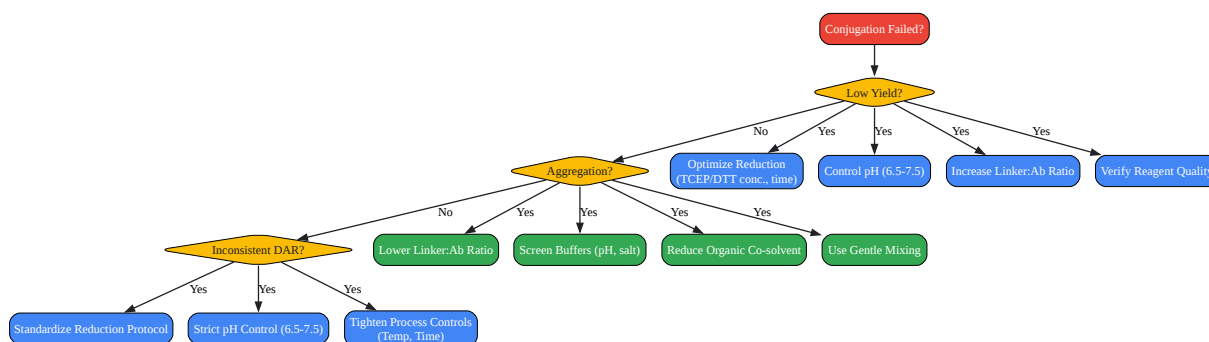 Conjugation Failed?
Low Yield?
No
Yes
Yes
Yes
Yes
Optimize Reduction
(TCEP/DTT conc., time)
Control pH (6.5-7.5)
Increase Linker:Ab Ratio
Verify Reagent Quality
Aggregation?
No
Yes
Yes
Yes
Yes
Lower Linker:Ab Ratio
Screen Buffers (pH, salt)
Reduce Organic Co-solvent
Use Gentle Mixing
Inconsistent DAR?
Yes
Yes
Yes
Standardize Reduction Protocol
Strict pH Control (6.5-7.5)
Tighten Process Controls
(Temp, Time)